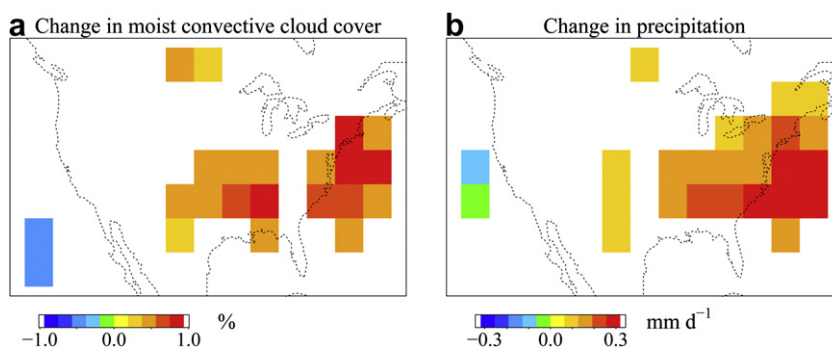 a Change in moist convective cloud cover
b Change in precipitation
−1.0 0.0 1.0 %
−0.3 0.0 0.3 mm d⁻¹